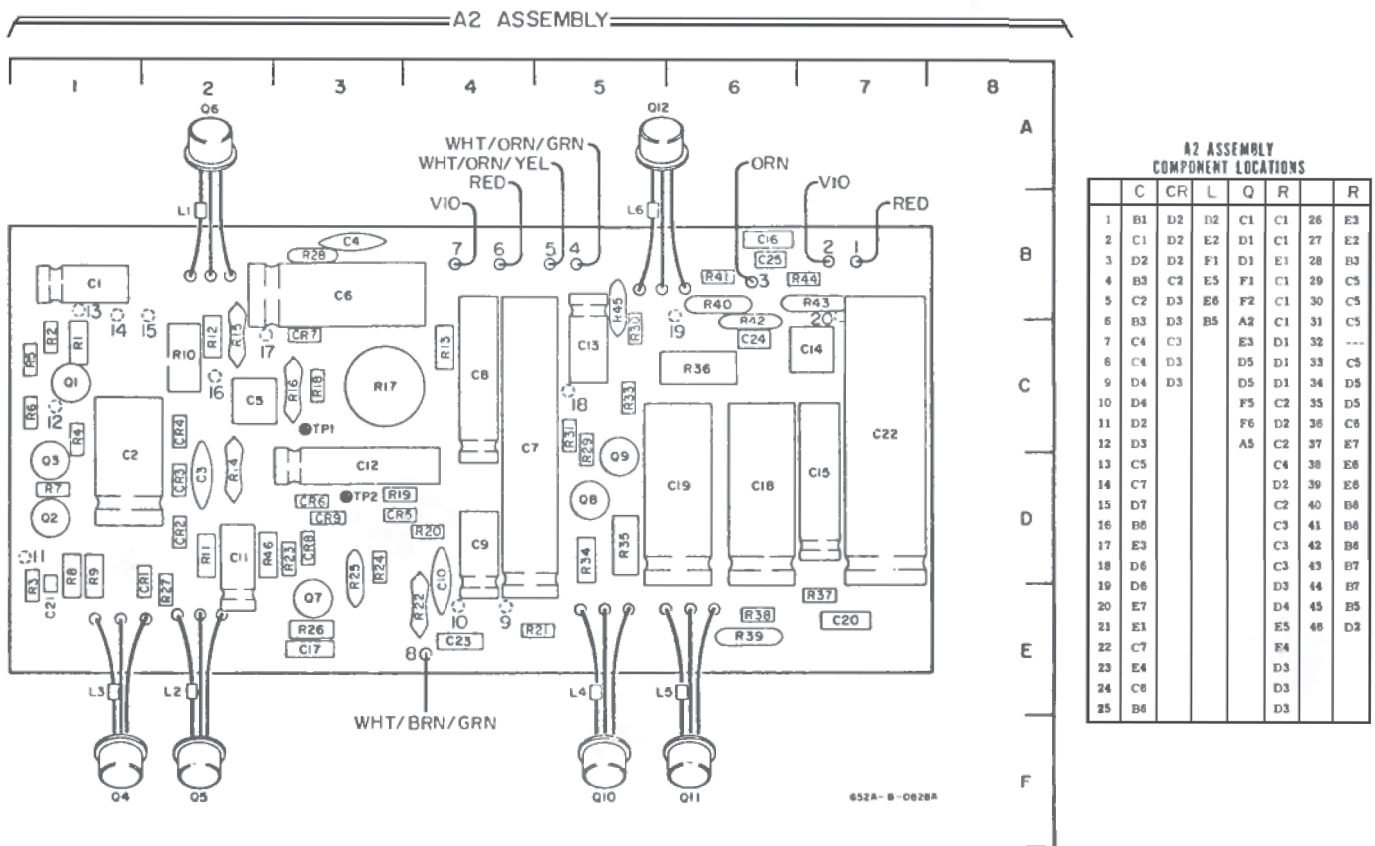 A2 ASSEMBLY
1 2 3 4 5 6 7 8
Q6 Q12
A
WHT/ORN/GRN
WHT/ORN/YEL ORN
RED VIO
VIO RED
L1 L6
C4 C16
B
7 6 5 4 2 1
R28 C25
R41 3 R44
C1 C6
R45 R40 R43
13 14 15 19 R42 20
R2 R12 R15 R30
R1 17 CR7 R13 C24
R5 R10 C13 C14
R36
C8
16 R16 R18 R17 C
Q1 C5 18 R33
R6 12
CR4 TP1 C7 C22
R4 C2 R31 R29
Q3 CR3 C3 R14 C12 Q9 C15
C19 C18
R7 CR6 TP2 R19 Q8
Q2 CR9 CR5 D
CR2 R20
R11 C11 R46 R23 CR8 C9 R34 R35
11 R25 R24 C10
R3 R8 R9 CR1 R27
C21 Q7 R22 R37
10 9 R38 C20
R26 R21 R39
C17 8 C23 E
L3 L2 L4 L5
WHT/BRN/GRN
F
Q4 Q5 Q10 Q11 652A-B-0628A
A2 ASSEMBLY
COMPONENT LOCATIONS
C CR L Q R R
1 B1 D2 D2 C1 C1 26 E3
2 C1 D2 E2 D1 C1 27 E2
3 D2 D2 F1 D1 E1 28 B3
4 B3 C2 E5 F1 C1 29 C5
5 C2 D3 E6 F2 C1 30 C5
6 B3 D3 B5 A2 C1 31 C5
7 C4 C3 E3 D1 32 ---
8 C4 D3 D5 D1 33 C5
9 D4 D3 D5 D1 34 D5
10 D4 F5 C2 35 D5
11 D2 F6 D2 36 C6
12 D3 A5 C2 37 E7
13 C5 C4 38 E6
14 C7 D2 39 E6
15 D7 C2 40 B6
16 B6 C3 41 B6
17 E3 C3 42 B6
18 D6 C3 43 B7
19 D6 D3 44 B7
20 E7 D4 45 B5
21 E1 E5 46 D2
22 C7 E4
23 E4 D3
24 C6 D3
25 B6 D3